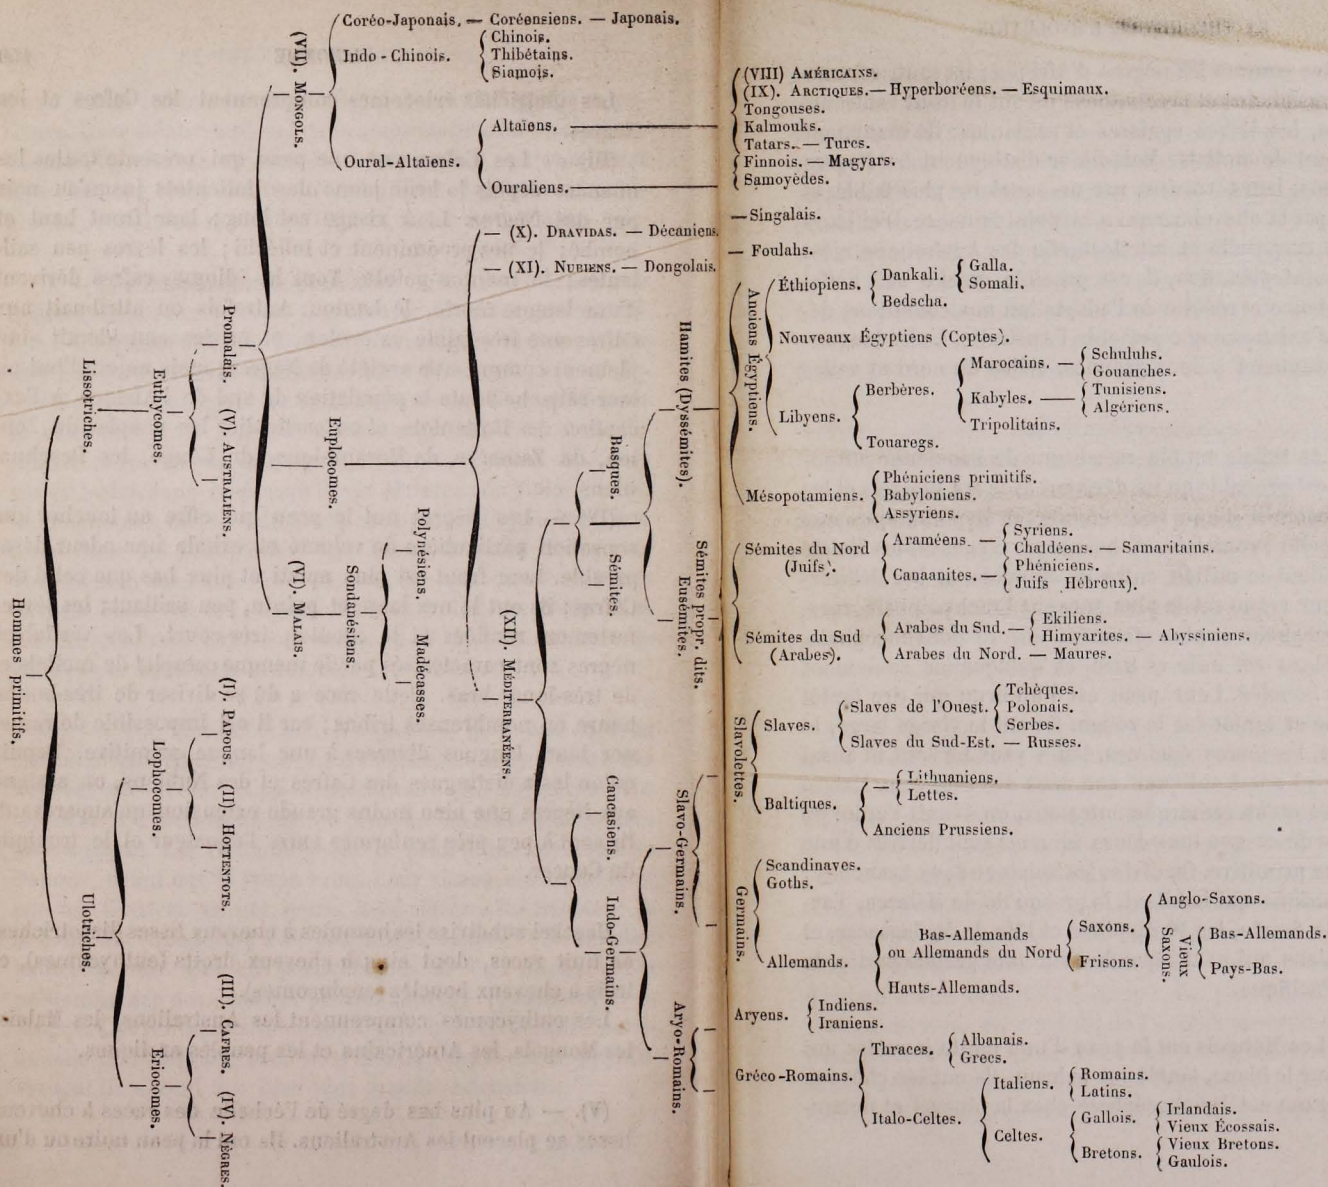 Hommes primitifs.
Lissotriches.
Ulotriches.
Euthycomes.
Euplocomes.
Lophocomes.
Eriocomes.
Promalais.
(V). AUSTRALIENS.
(VI). MALAIS.
Sundanésiens.
Polynésiens.
Madécasses.
(I). PAPOUS.
(II). HOTTENTOTS.
(III). CAFRES.
(IV). NÈGRES.
(VII). MONGOLS.
Coréo-Japonais. — Coréensiens. — Japonais.
Indo-Chinois.
Chinois.
Thibétains.
Siamois.
Oural-Altaïens.
Altaïens.
Ouraliens.
(VIII) AMÉRICAINS.
(IX). ARCTIQUES. — Hyperboréens. — Esquimaux.
Tongouses.
Kalmouks.
Tatars. — Turcs.
Finnois. — Magyars.
Samoyèdes.
— (X). DRAVIDAS. — Décaniens.
— Singalais.
— (XI). NUBIENS. — Dongolais.
— Foulahs.
(XII). MÉDITERRANÉENS.
Basques.
Sémites.
Caucasiens.
Indo-Germains.
Hamites (Dyssémites).
Sémites propr. dits.
Eusémites.
Anciens Égyptiens.
Éthiopiens.
Dankali.
Galla.
Somali.
Bedscha.
Nouveaux Égyptiens (Coptes).
Libyens.
Berbères.
Marocains. —
Schuluhs.
Gouanches.
Kabyles. —
Tunisiens.
Algériens.
Tripolitains.
Touaregs.
Mésopotamiens.
Phéniciens primitifs.
Babyloniens.
Assyriens.
Sémites du Nord
(Juifs).
Araméens. —
Syriens.
Chaldéens. — Samaritains.
Canaanites. —
Phéniciens.
Juifs Hébreux).
Sémites du Sud
(Arabes).
Arabes du Sud. —
Ekiliens.
Himyarites. — Abyssiniens.
Arabes du Nord. — Maures.
Slavo-Germains.
Slavolettes.
Slaves.
Slaves de l'Ouest.
Tchèques.
Polonais.
Serbes.
Slaves du Sud-Est. — Russes.
Baltiques.
Lithuaniens.
Lettes.
Anciens Prussiens.
Germains.
Scandinaves.
Goths.
Allemands.
Bas-Allemands
ou Allemands du Nord
Saxons.
Anglo-Saxons.
Vieux
Saxons.
Bas-Allemands.
Pays-Bas.
Frisons.
Hauts-Allemands.
Aryo-Romains.
Aryens.
Indiens.
Iraniens.
Gréco-Romains.
Thraces.
Albanais.
Grecs.
Italo-Celtes.
Italiens.
Romains.
Latins.
Celtes.
Gallois.
Irlandais.
Vieux Écossais.
Bretons.
Vieux Bretons.
Gaulois.